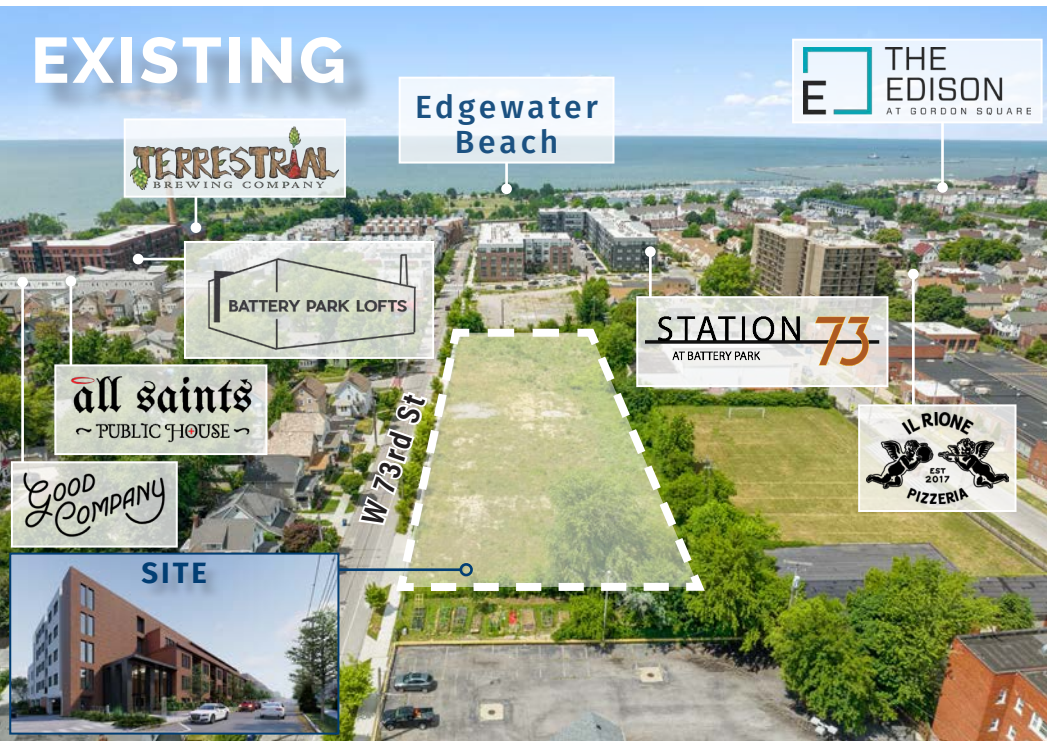 EXISTING
THE
EDISON
AT GORDON SQUARE
E
Edgewater
Beach
TERRESTRIAL
BREWING COMPANY
BATTERY PARK LOFTS
STATION 73
AT BATTERY PARK
all saints
~ PUBLIC HOUSE ~
W 73rd St
IL RIONE
EST
2017
PIZZERIA
GOOD
COMPANY
SITE